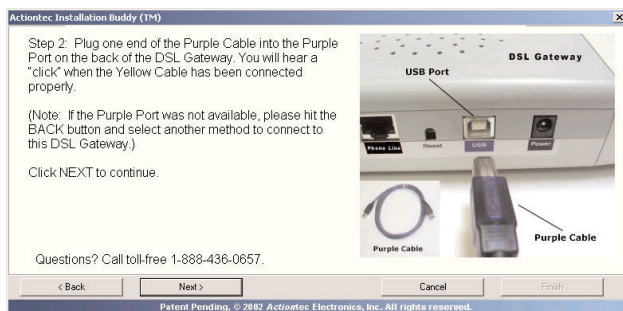 Actiontec Installation Buddy (TM)
Step 2: Plug one end of the Purple Cable into the Purple
Port on the back of the DSL Gateway. You will hear a
"click" when the Yellow Cable has been connected
properly.
(Note: If the Purple Port was not available, please hit the
BACK button and select another method to connect to
this DSL Gateway.)
Click NEXT to continue.
Questions? Call toll-free 1-888-436-0657.
DSL Gateway
USB Port
Phone Line
Reset
USB
Power
Purple Cable
Purple Cable
< Back
Next >
Cancel
Finish
Patent Pending, © 2002 Actiontec Electronics, Inc. All rights reserved.